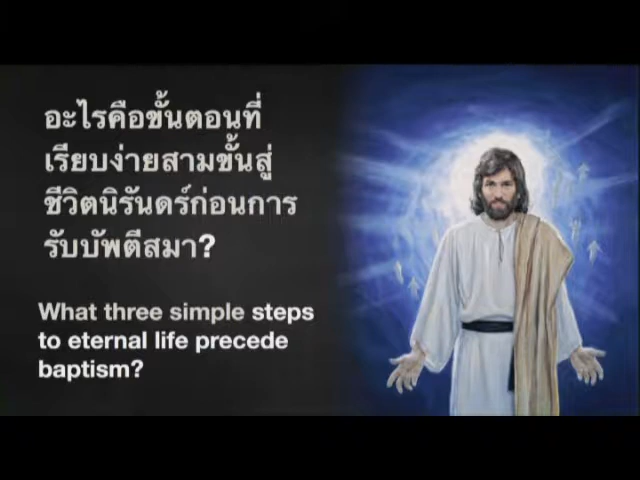 อะไรคือขั้นตอนที่
เรียบง่ายสามขั้นสู่
ชีวิตนิรันดร์ก่อนการ
รับบัพตีสมา?
What three simple steps
to eternal life precede
baptism?